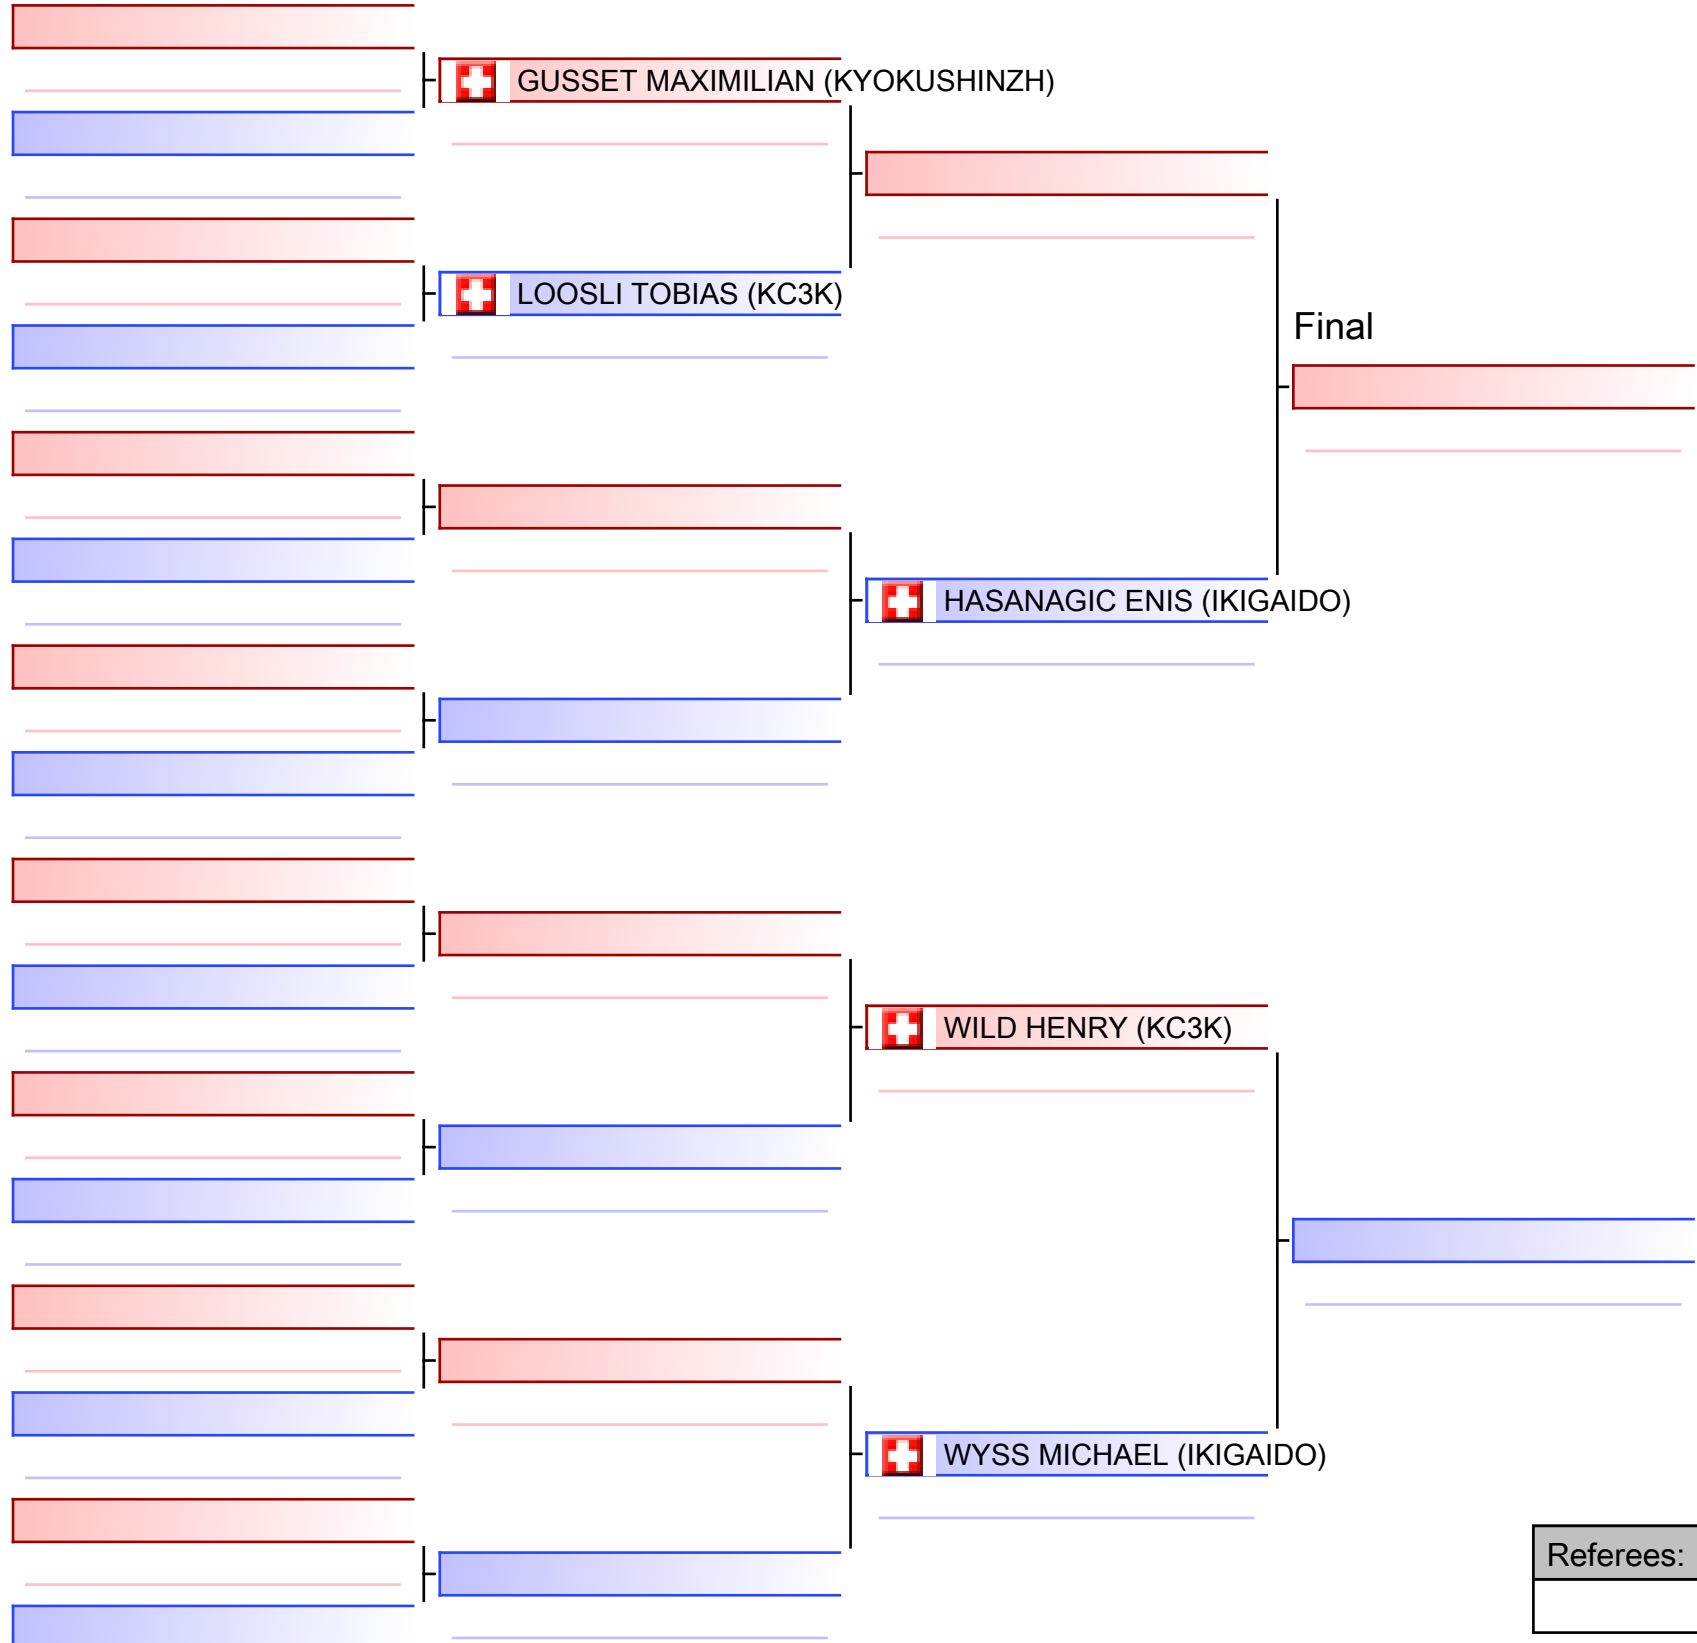 GUSSET MAXIMILIAN (KYOKUSHINZH)
LOOSLI TOBIAS (KC3K)
Final
HASANAGIC ENIS (IKIGAIDO)
WILD HENRY (KC3K)
WYSS MICHAEL (IKIGAIDO)
Referees: